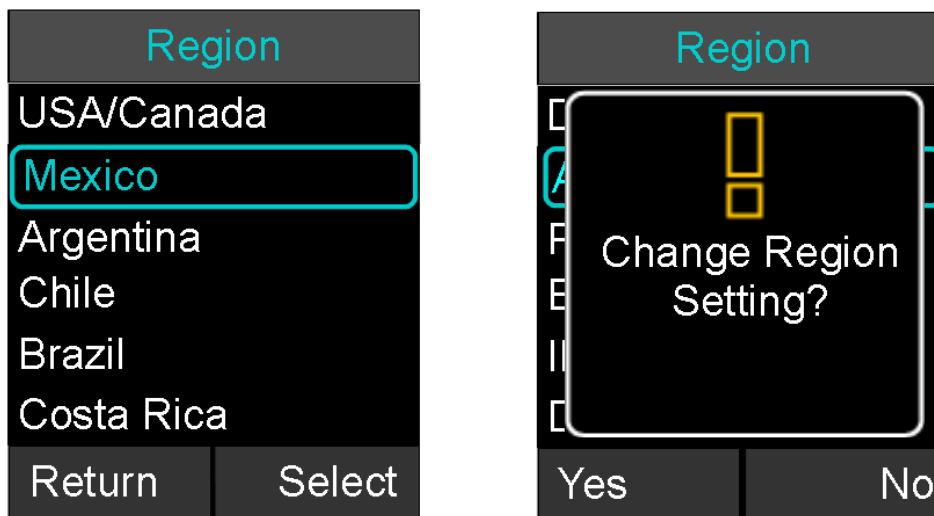 Region
USA/Canada
Mexico
Argentina
Chile
Brazil
Costa Rica
Return Select
Region
Change Region
Setting?
Yes No